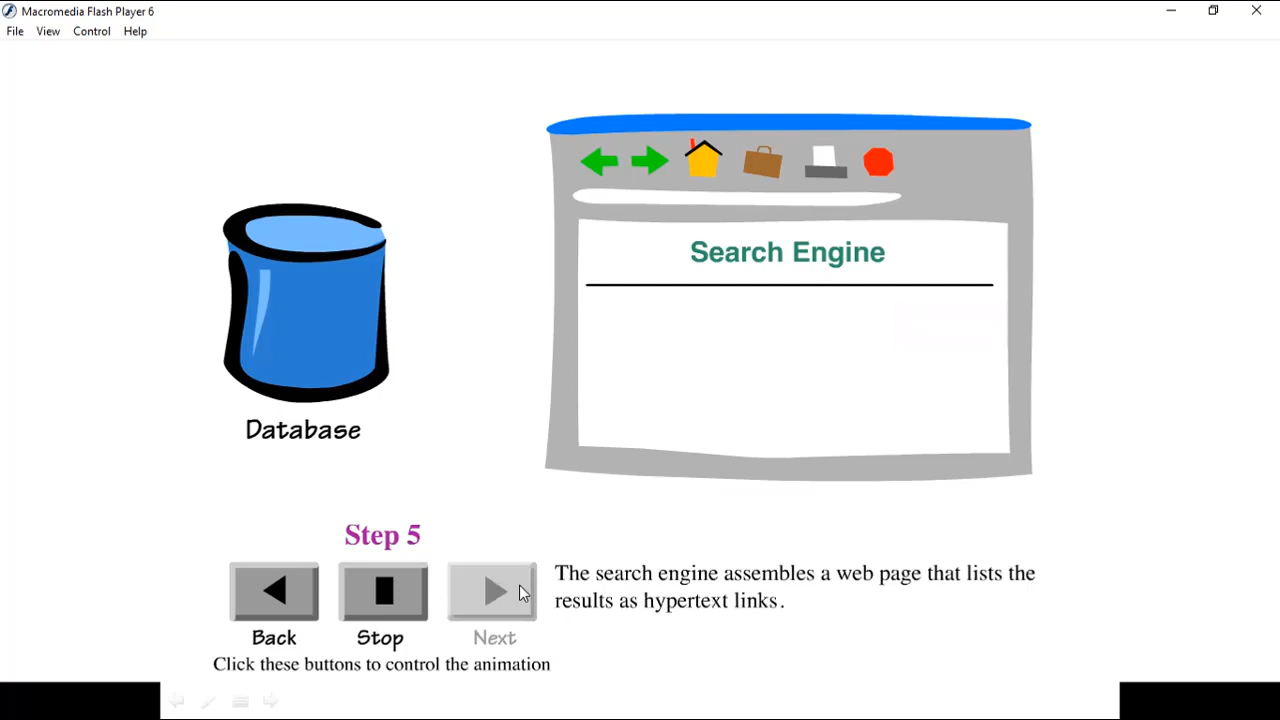 Macromedia Flash Player 6
File View Control Help
Search Engine
Database
Step 5
The search engine assembles a web page that lists the
results as hypertext links.
Back Stop Next
Click these buttons to control the animation